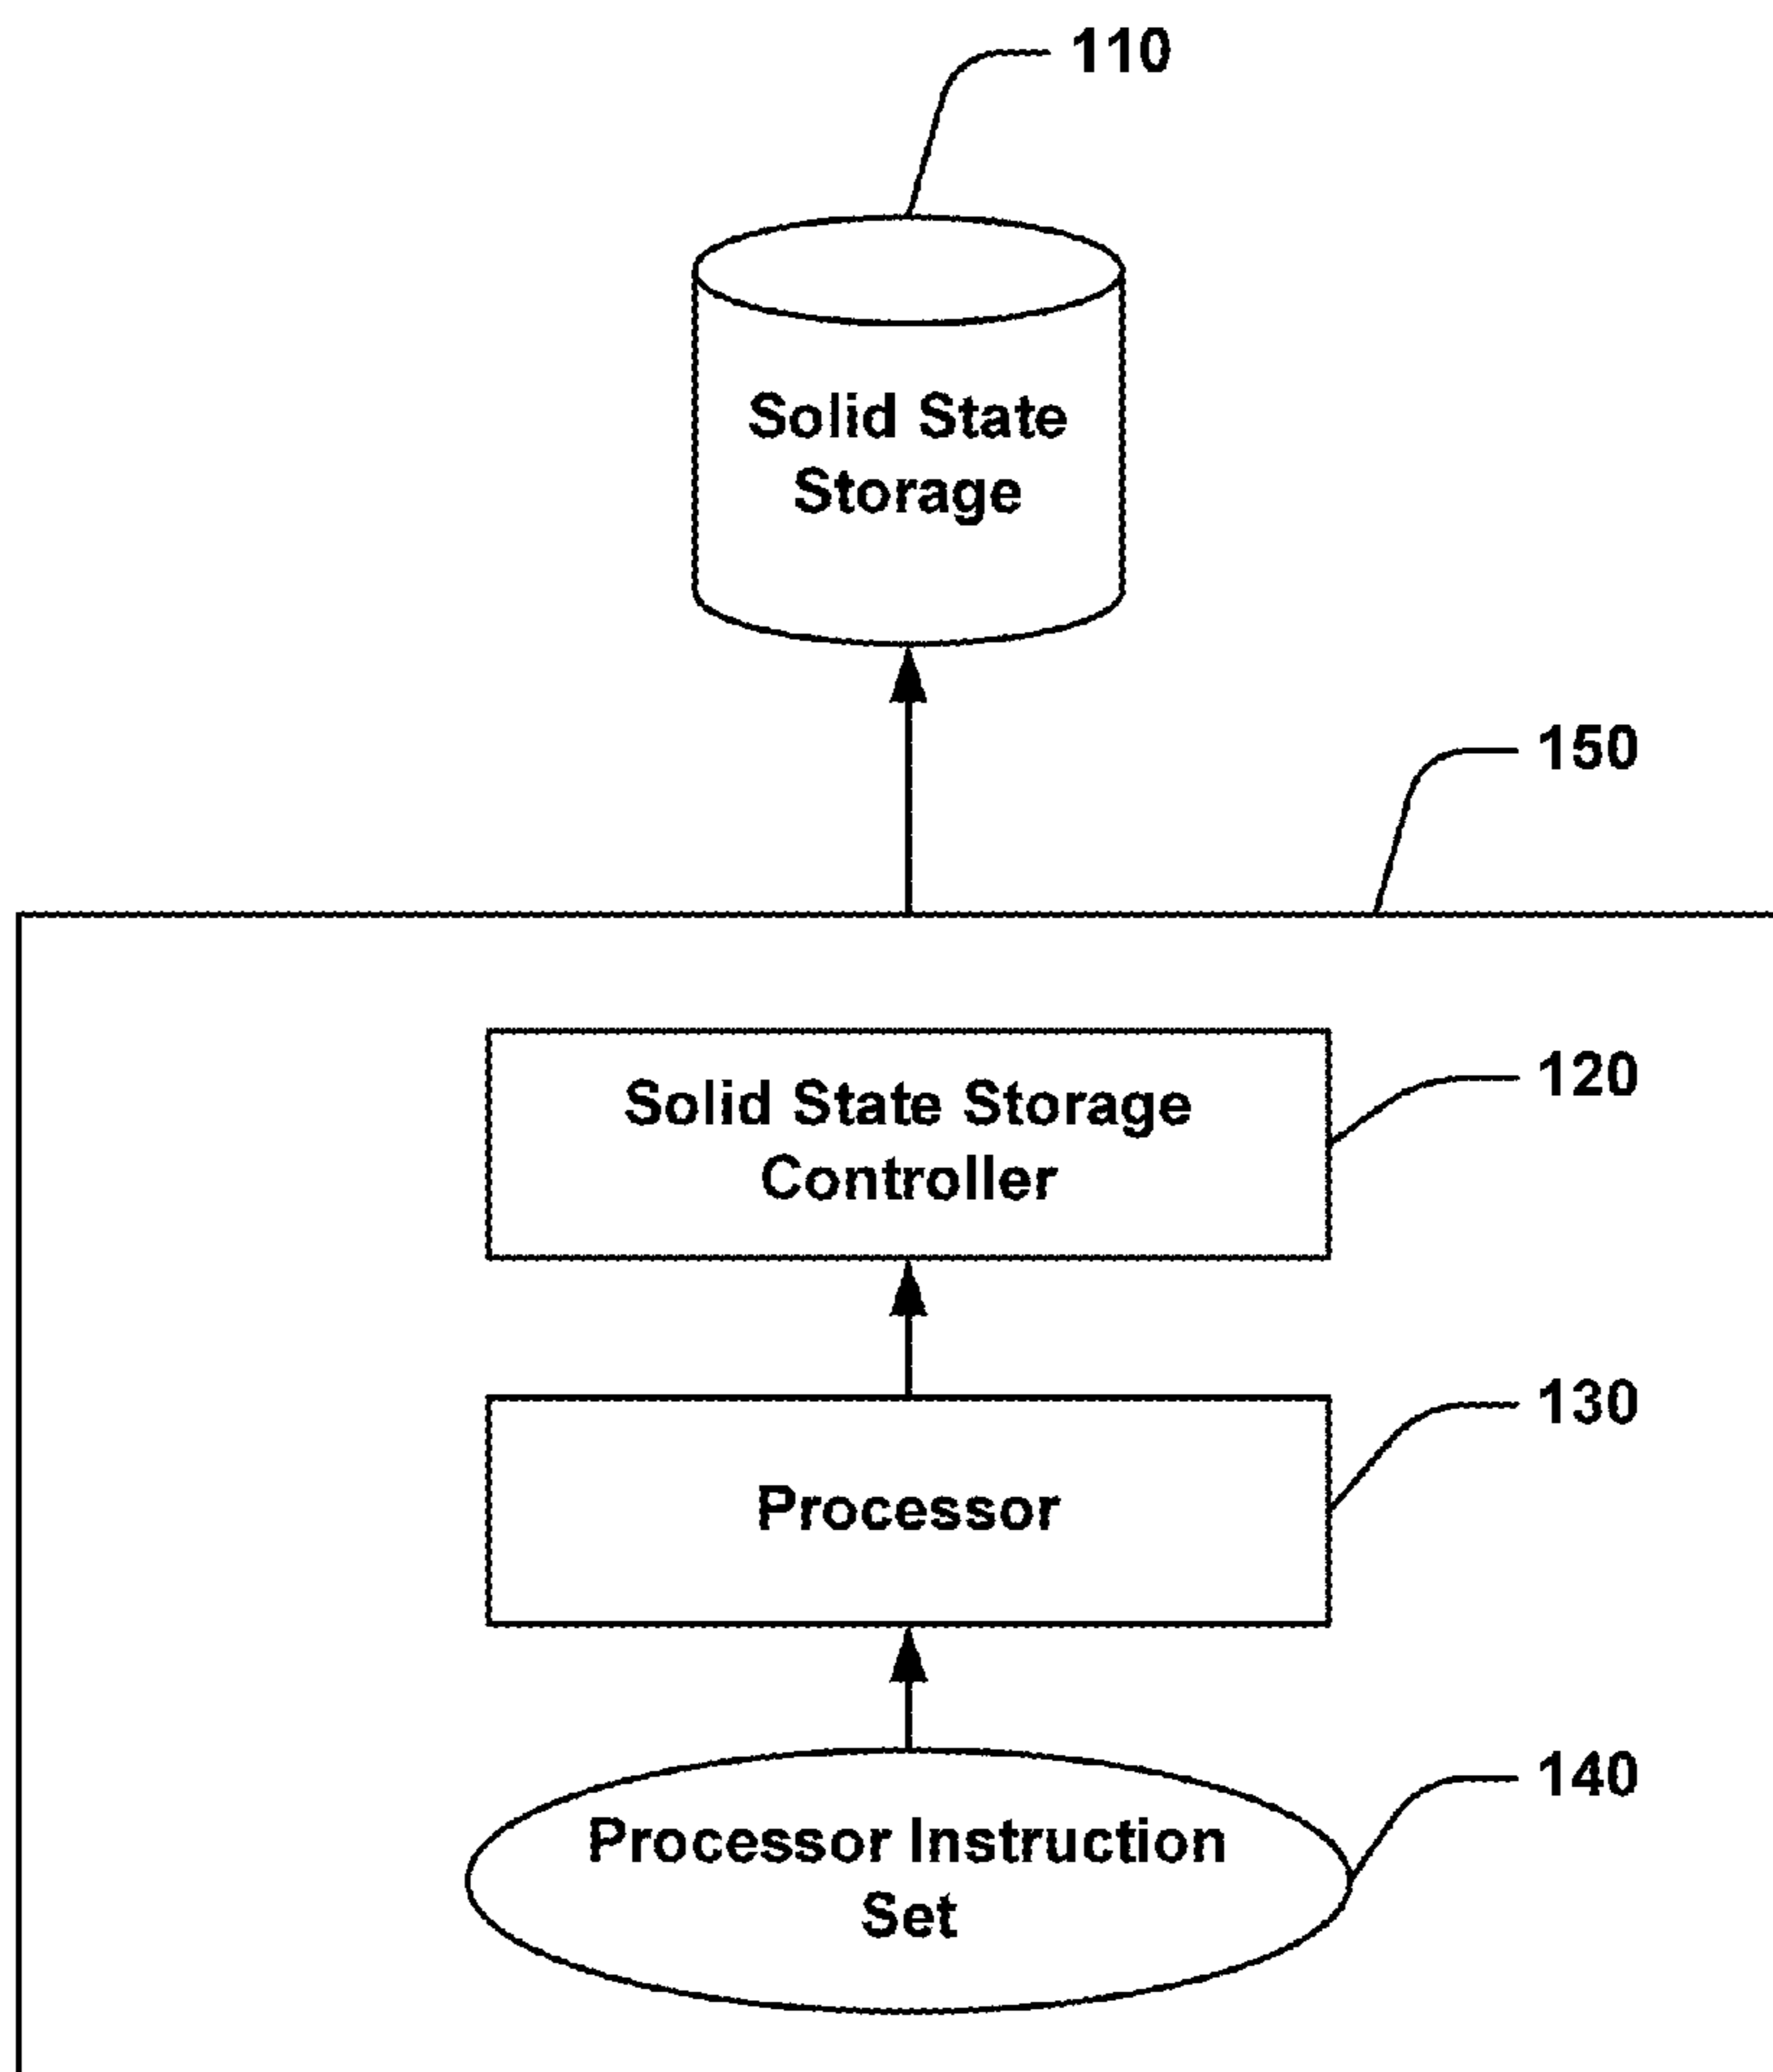 110
Solid State
Storage
150
Solid State Storage
Controller
120
130
Processor
140
Processor Instruction
Set